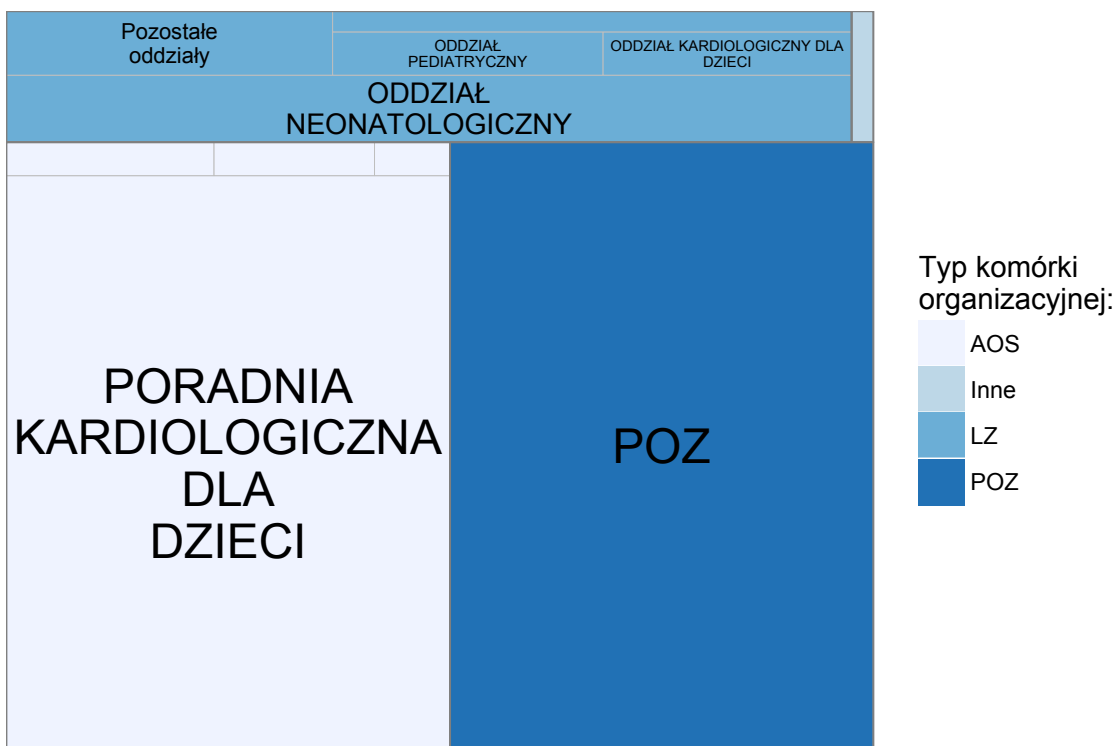 Pozostałe
oddziały
ODDZIAŁ
PEDIATRYCZNY
ODDZIAŁ KARDIOLOGICZNY DLA
DZIECI
ODDZIAŁ
NEONATOLOGICZNY
PORADNIA
KARDIOLOGICZNA
DLA
DZIECI
POZ
Typ komórki
organizacyjnej:
AOS
Inne
LZ
POZ